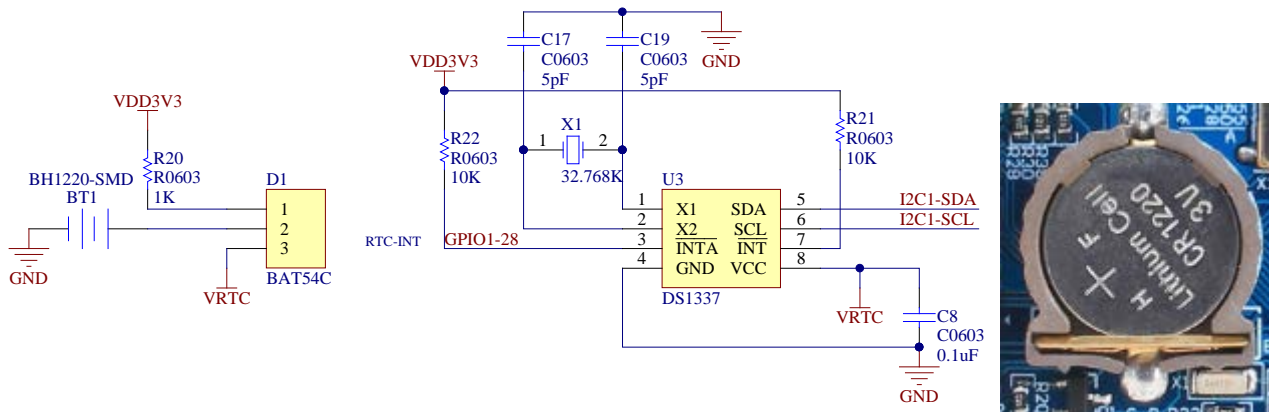 VDD3V3
R20
R0603
1K
BH1220-SMD
BT1
GND
D1
1
2
3
BAT54C
VRTC
C17
C0603
5pF
C19
C0603
5pF
GND
VDD3V3
R22
R0603
10K
X1
1
2
32.768K
R21
R0603
10K
U3
1 X1 SDA 5 I2C1-SDA
2 X2 SCL 6 I2C1-SCL
RTC-INT GPIO1-28 3 INTA INT 7
4 GND VCC 8
DS1337
VRTC
C8
C0603
0.1uF
GND
Lithium Cell
CR1220
3V
H F
R20
X1